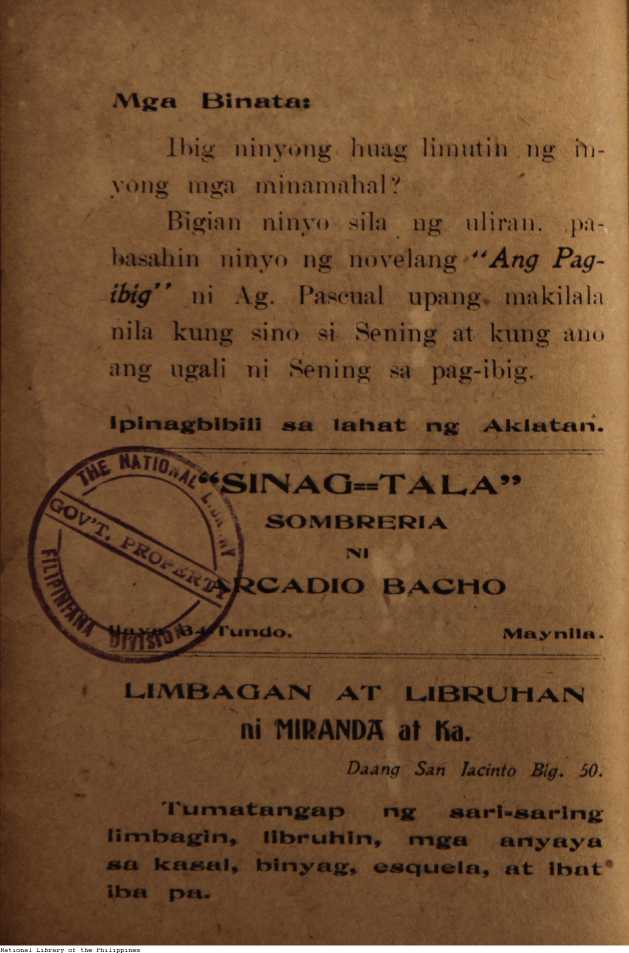 Mga Binata:
Ibig ninyong huag limutin ng in-
yong mga minamahal?
Bigian ninyo sila ng uliran, pa-
basahin ninyo ng novelang “Ang Pag-
ibig” ni Ag. Pascual upang makilala
nila kung sino si Sening at kung ano
ang ugali ni Sening sa pag-ibig.
Ipinagbibili sa lahat ng Aklatan.
“SINAG==TALA”
SOMBRERIA
NI
ARCADIO BACHO
Tundo. Maynila.
THE NATIONAL LIBRARY
GOV'T. PROPERTY
FILIPINIANA DIVISION
LIMBAGAN AT LIBRUHAN
ni MIRANDA at Ka.
Daang San Jacinto Blg. 50.
Tumatangap ng sari-saring
limbagin, libruhin, mga anyaya
sa kasal, binyag, esquela, at ibat
iba pa.
National Library of the Philippines